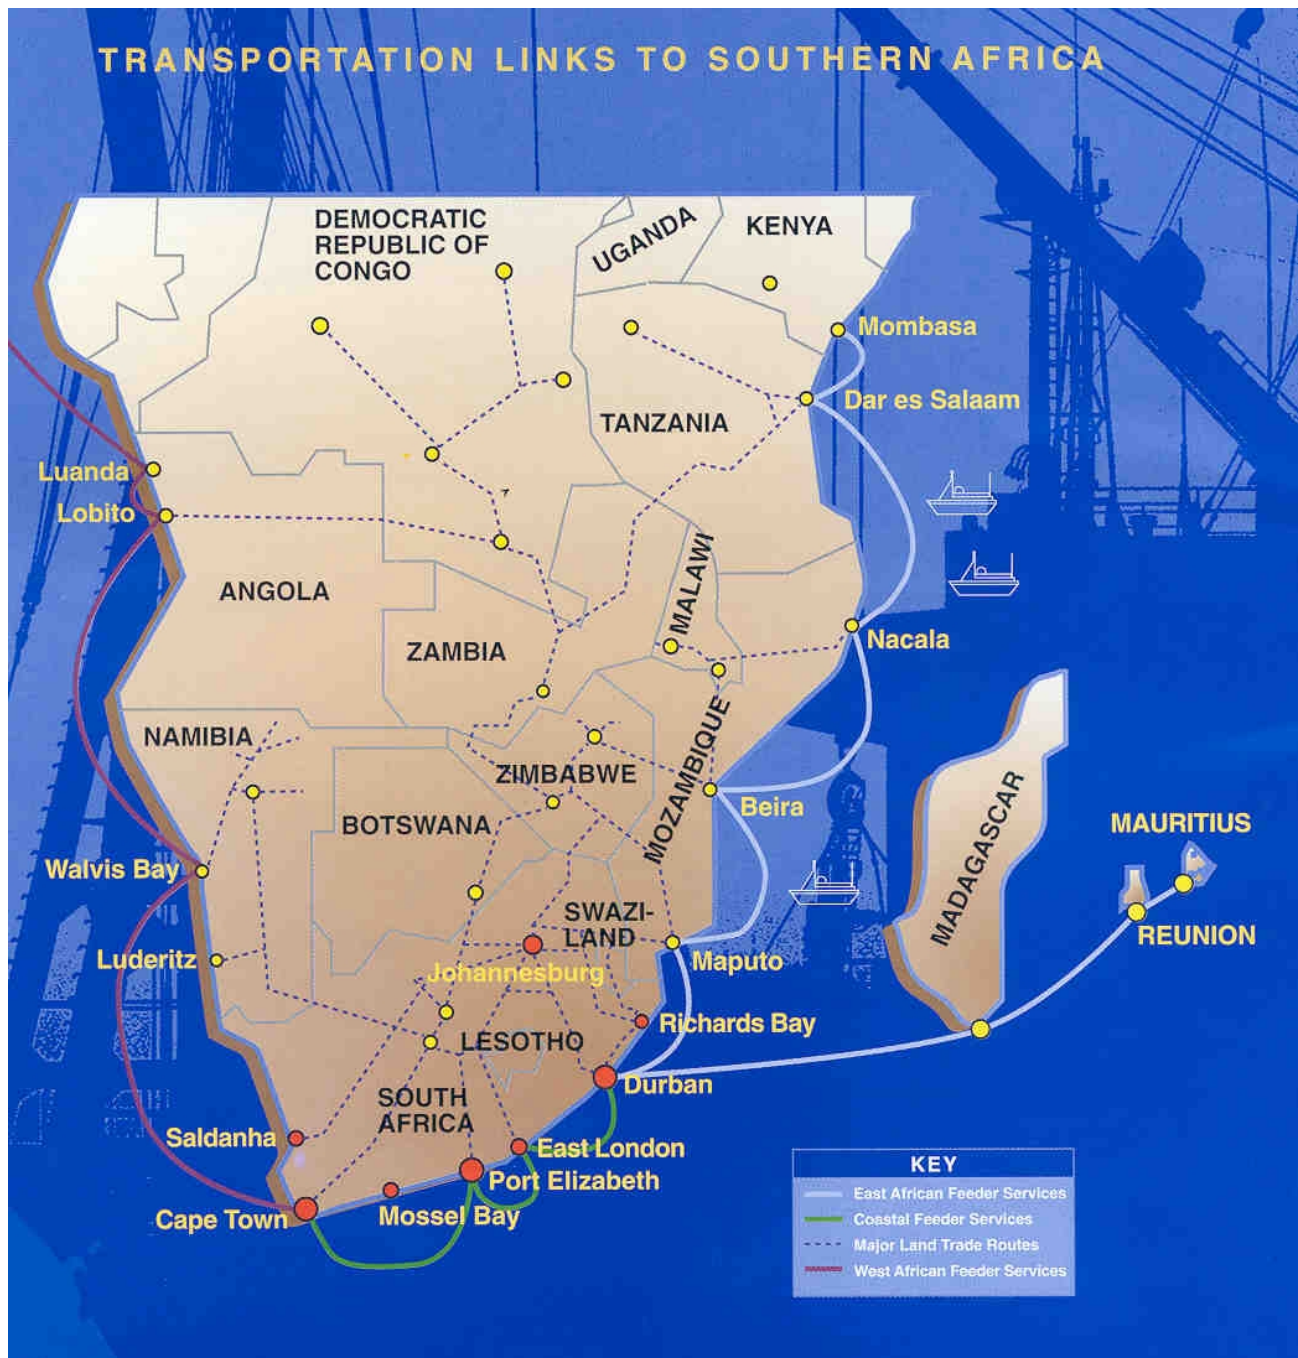 TRANSPORTATION LINKS TO SOUTHERN AFRICA
DEMOCRATIC
REPUBLIC OF
CONGO
UGANDA
KENYA
Mombasa
Dar es Salaam
TANZANIA
Luanda
Lobito
ANGOLA
MALAWI
ZAMBIA
Nacala
NAMIBIA
ZIMBABWE
MOZAMBIQUE
BOTSWANA
Beira
MADAGASCAR
MAURITIUS
Walvis Bay
SWAZI-
LAND
REUNION
Luderitz
Johannesburg
Maputo
Richards Bay
LESOTHO
Durban
SOUTH
AFRICA
Saldanha
East London
Port Elizabeth
Cape Town
Mossel Bay
KEY
East African Feeder Services
Coastal Feeder Services
Major Land Trade Routes
West African Feeder Services